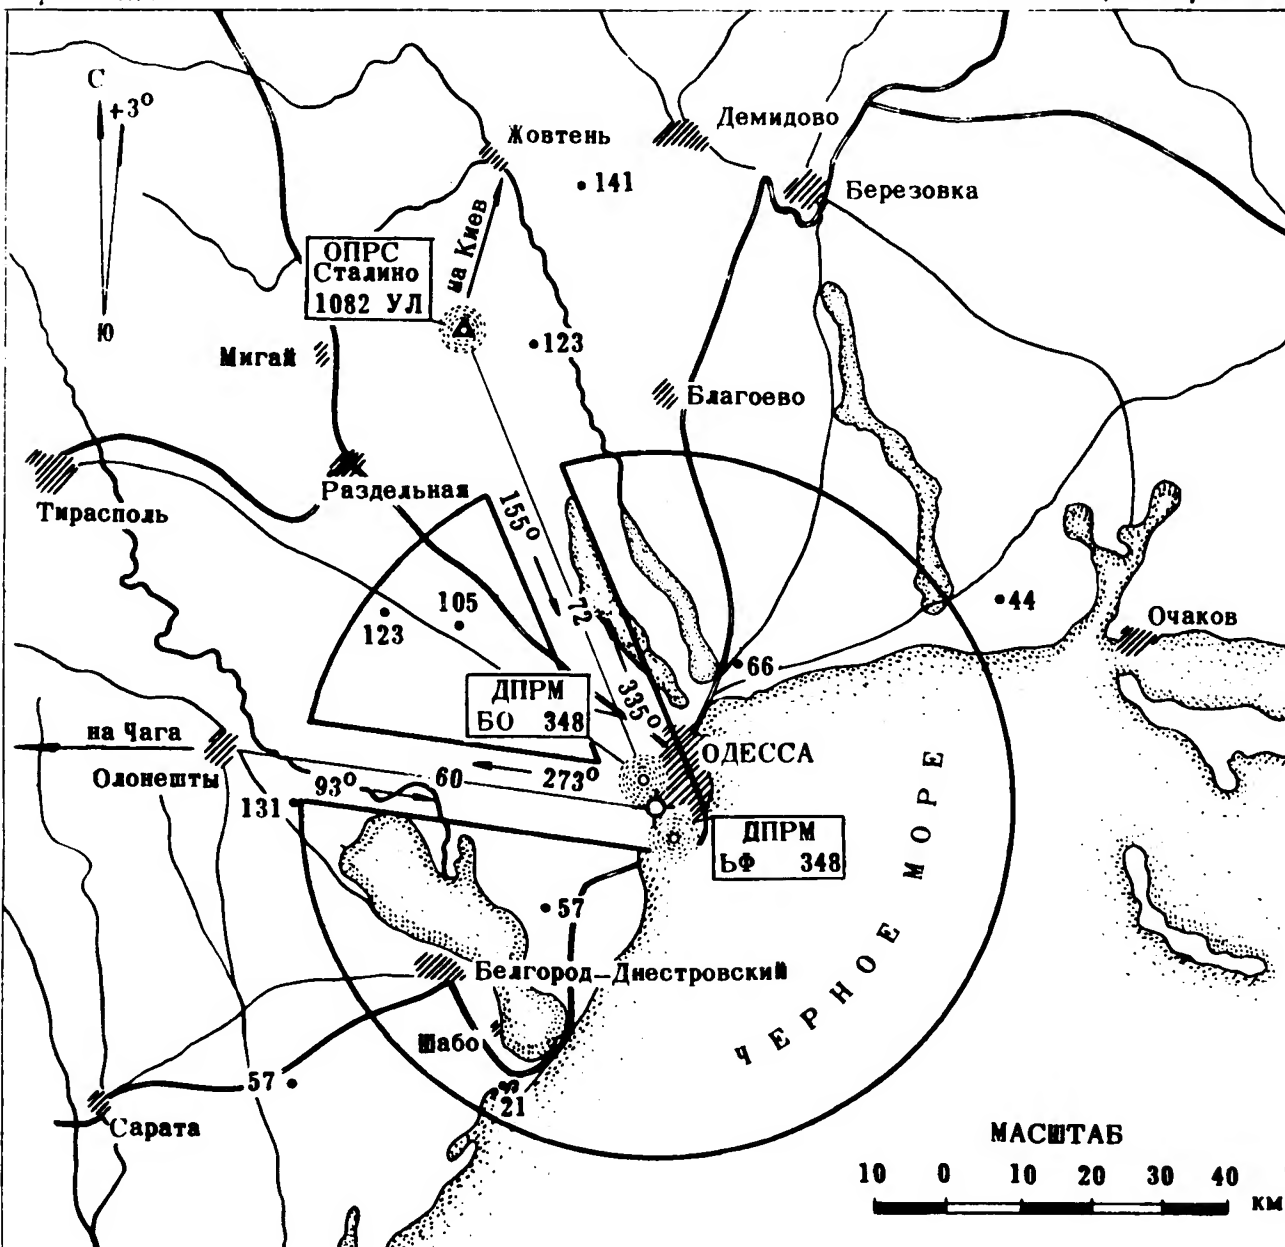 С
+3°
Ю
Жовтень
141
Демидово
Березовка
на Киев
ОПРС
Сталино
1082 УЛ
Мигай
123
Благоево
Тирасполь
Раздельная
155°
72
335°
105
123
44
Очаков
66
ДПРМ
БО 348
на Чага
Олонешты
ОДЕССА
93°
60
273°
131
ДПРМ
ЬФ 348
57
Белгород-Днестровский
Шабо
57
21
Сарата
ЧЕРНОЕ МОРЕ
МАСШТАБ
10 0 10 20 30 40
км